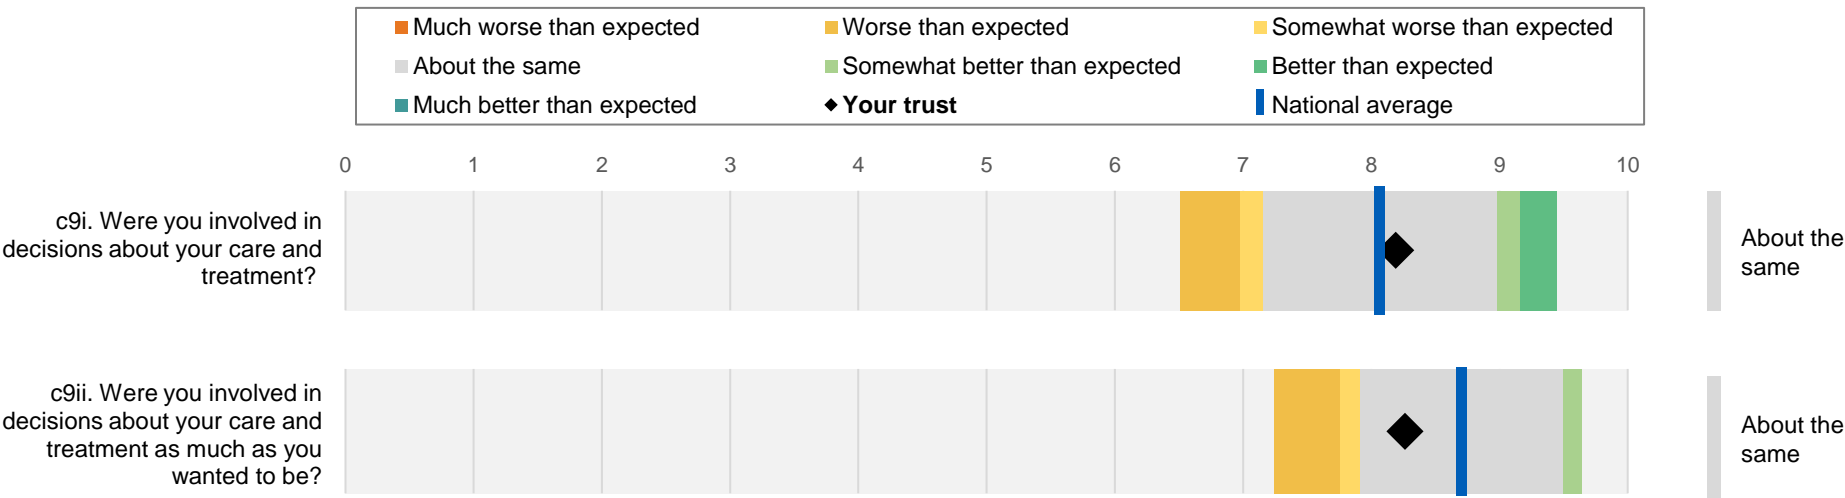 Much worse than expected
Worse than expected
Somewhat worse than expected
About the same
Somewhat better than expected
Better than expected
Much better than expected
Your trust
National average
0 1 2 3 4 5 6 7 8 9 10
c9i. Were you involved in
decisions about your care and
treatment?
About the
same
c9ii. Were you involved in
decisions about your care and
treatment as much as you
wanted to be?
About the
same